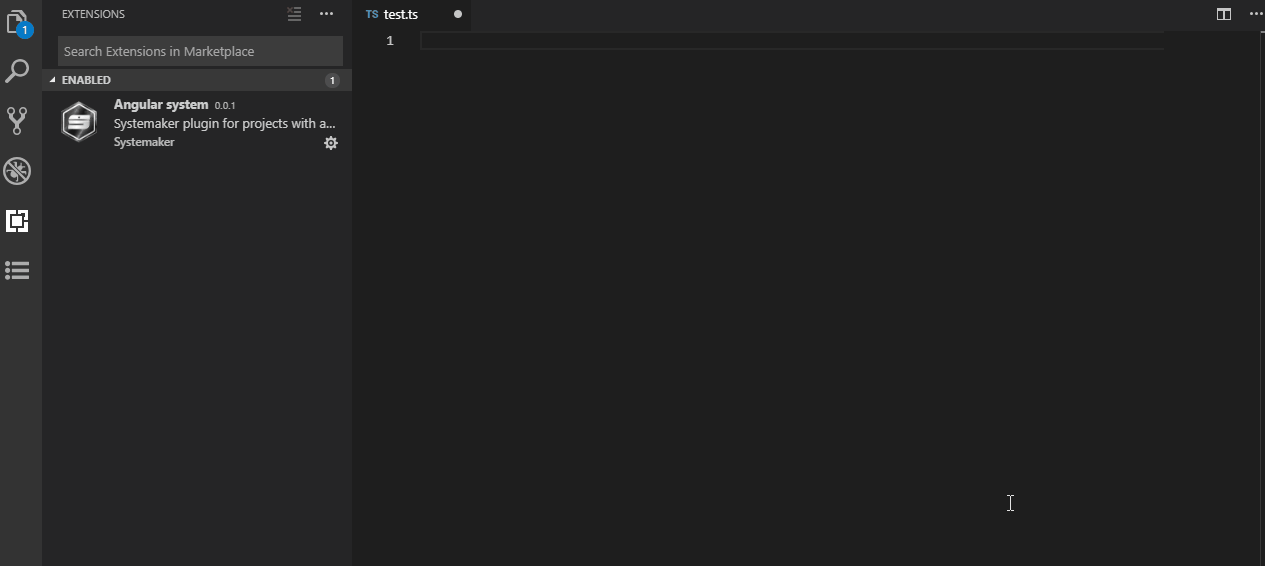 EXTENSIONS
TS test.ts
1
1
Search Extensions in Marketplace
ENABLED 1
Angular system 0.0.1
Systemaker plugin for projects with a...
Systemaker